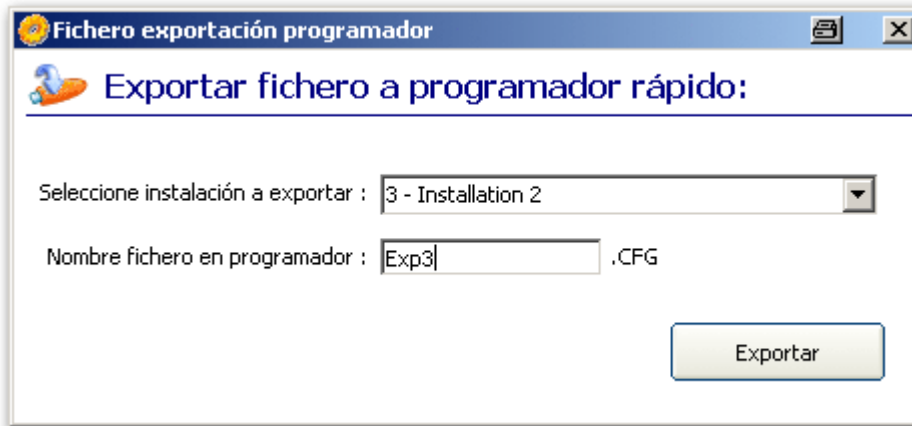 Fichero exportación programador
Exportar fichero a programador rápido:
Seleccione instalación a exportar : 3 - Installation 2
Nombre fichero en programador : Exp3 .CFG
Exportar